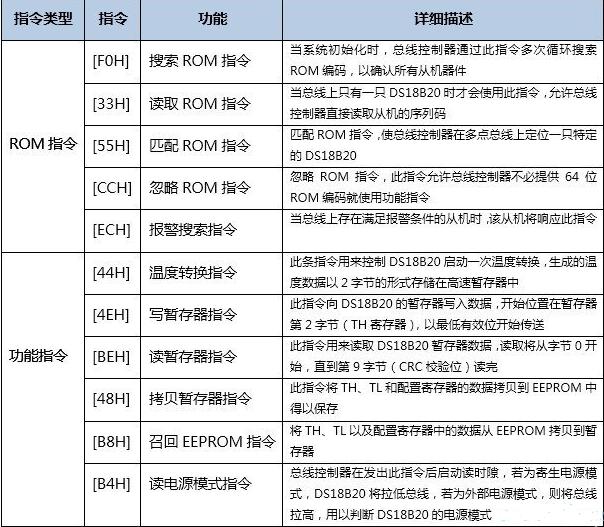 指令类型 指令 功能 详细描述
ROM 指令
[F0H] 搜索 ROM 指令
当系统初始化时，总线控制器通过此指令多次循环搜索
ROM 编码，以确认所有从机器件
[33H] 读取 ROM 指令
当总线上只有一只 DS18B20 时才会使用此指令，允许总线
控制器直接读取从机的序列码
[55H] 匹配 ROM 指令
匹配 ROM 指令，使总线控制器在多点总线上定位一只特定
的 DS18B20
[CCH] 忽略 ROM 指令
忽略 ROM 指令，此指令允许总线控制器不必提供 64 位
ROM 编码就使用功能指令
[ECH] 报警搜索指令
当总线上存在满足报警条件的从机时，该从机将响应此指令
功能指令
[44H] 温度转换指令
此条指令用来控制 DS18B20 启动一次温度转换，生成的温
度数据以 2 字节的形式存储在高速暂存器中
[4EH] 写暂存器指令
此指令向 DS18B20 的暂存器写入数据，开始位置在暂存器
第 2 字节（TH 寄存器），以最低有效位开始传送
[BEH] 读暂存器指令
此指令用来读取 DS18B20 暂存器数据，读取将从字节 0 开
始，直到第 9 字节（CRC 校验位）读完
[48H] 拷贝暂存器指令
此指令将 TH、TL 和配置寄存器的数据拷贝到 EEPROM 中
得以保存
[B8H] 召回 EEPROM 指令
将 TH、TL 以及配置寄存器中的数据从 EEPROM 拷贝到暂
存器
[B4H] 读电源模式指令
总线控制器在发出此指令后启动读时隙，若为寄生电源模
式，DS18B20 将拉低总线，若为外部电源模式，则将总线
拉高，用以判断 DS18B20 的电源模式